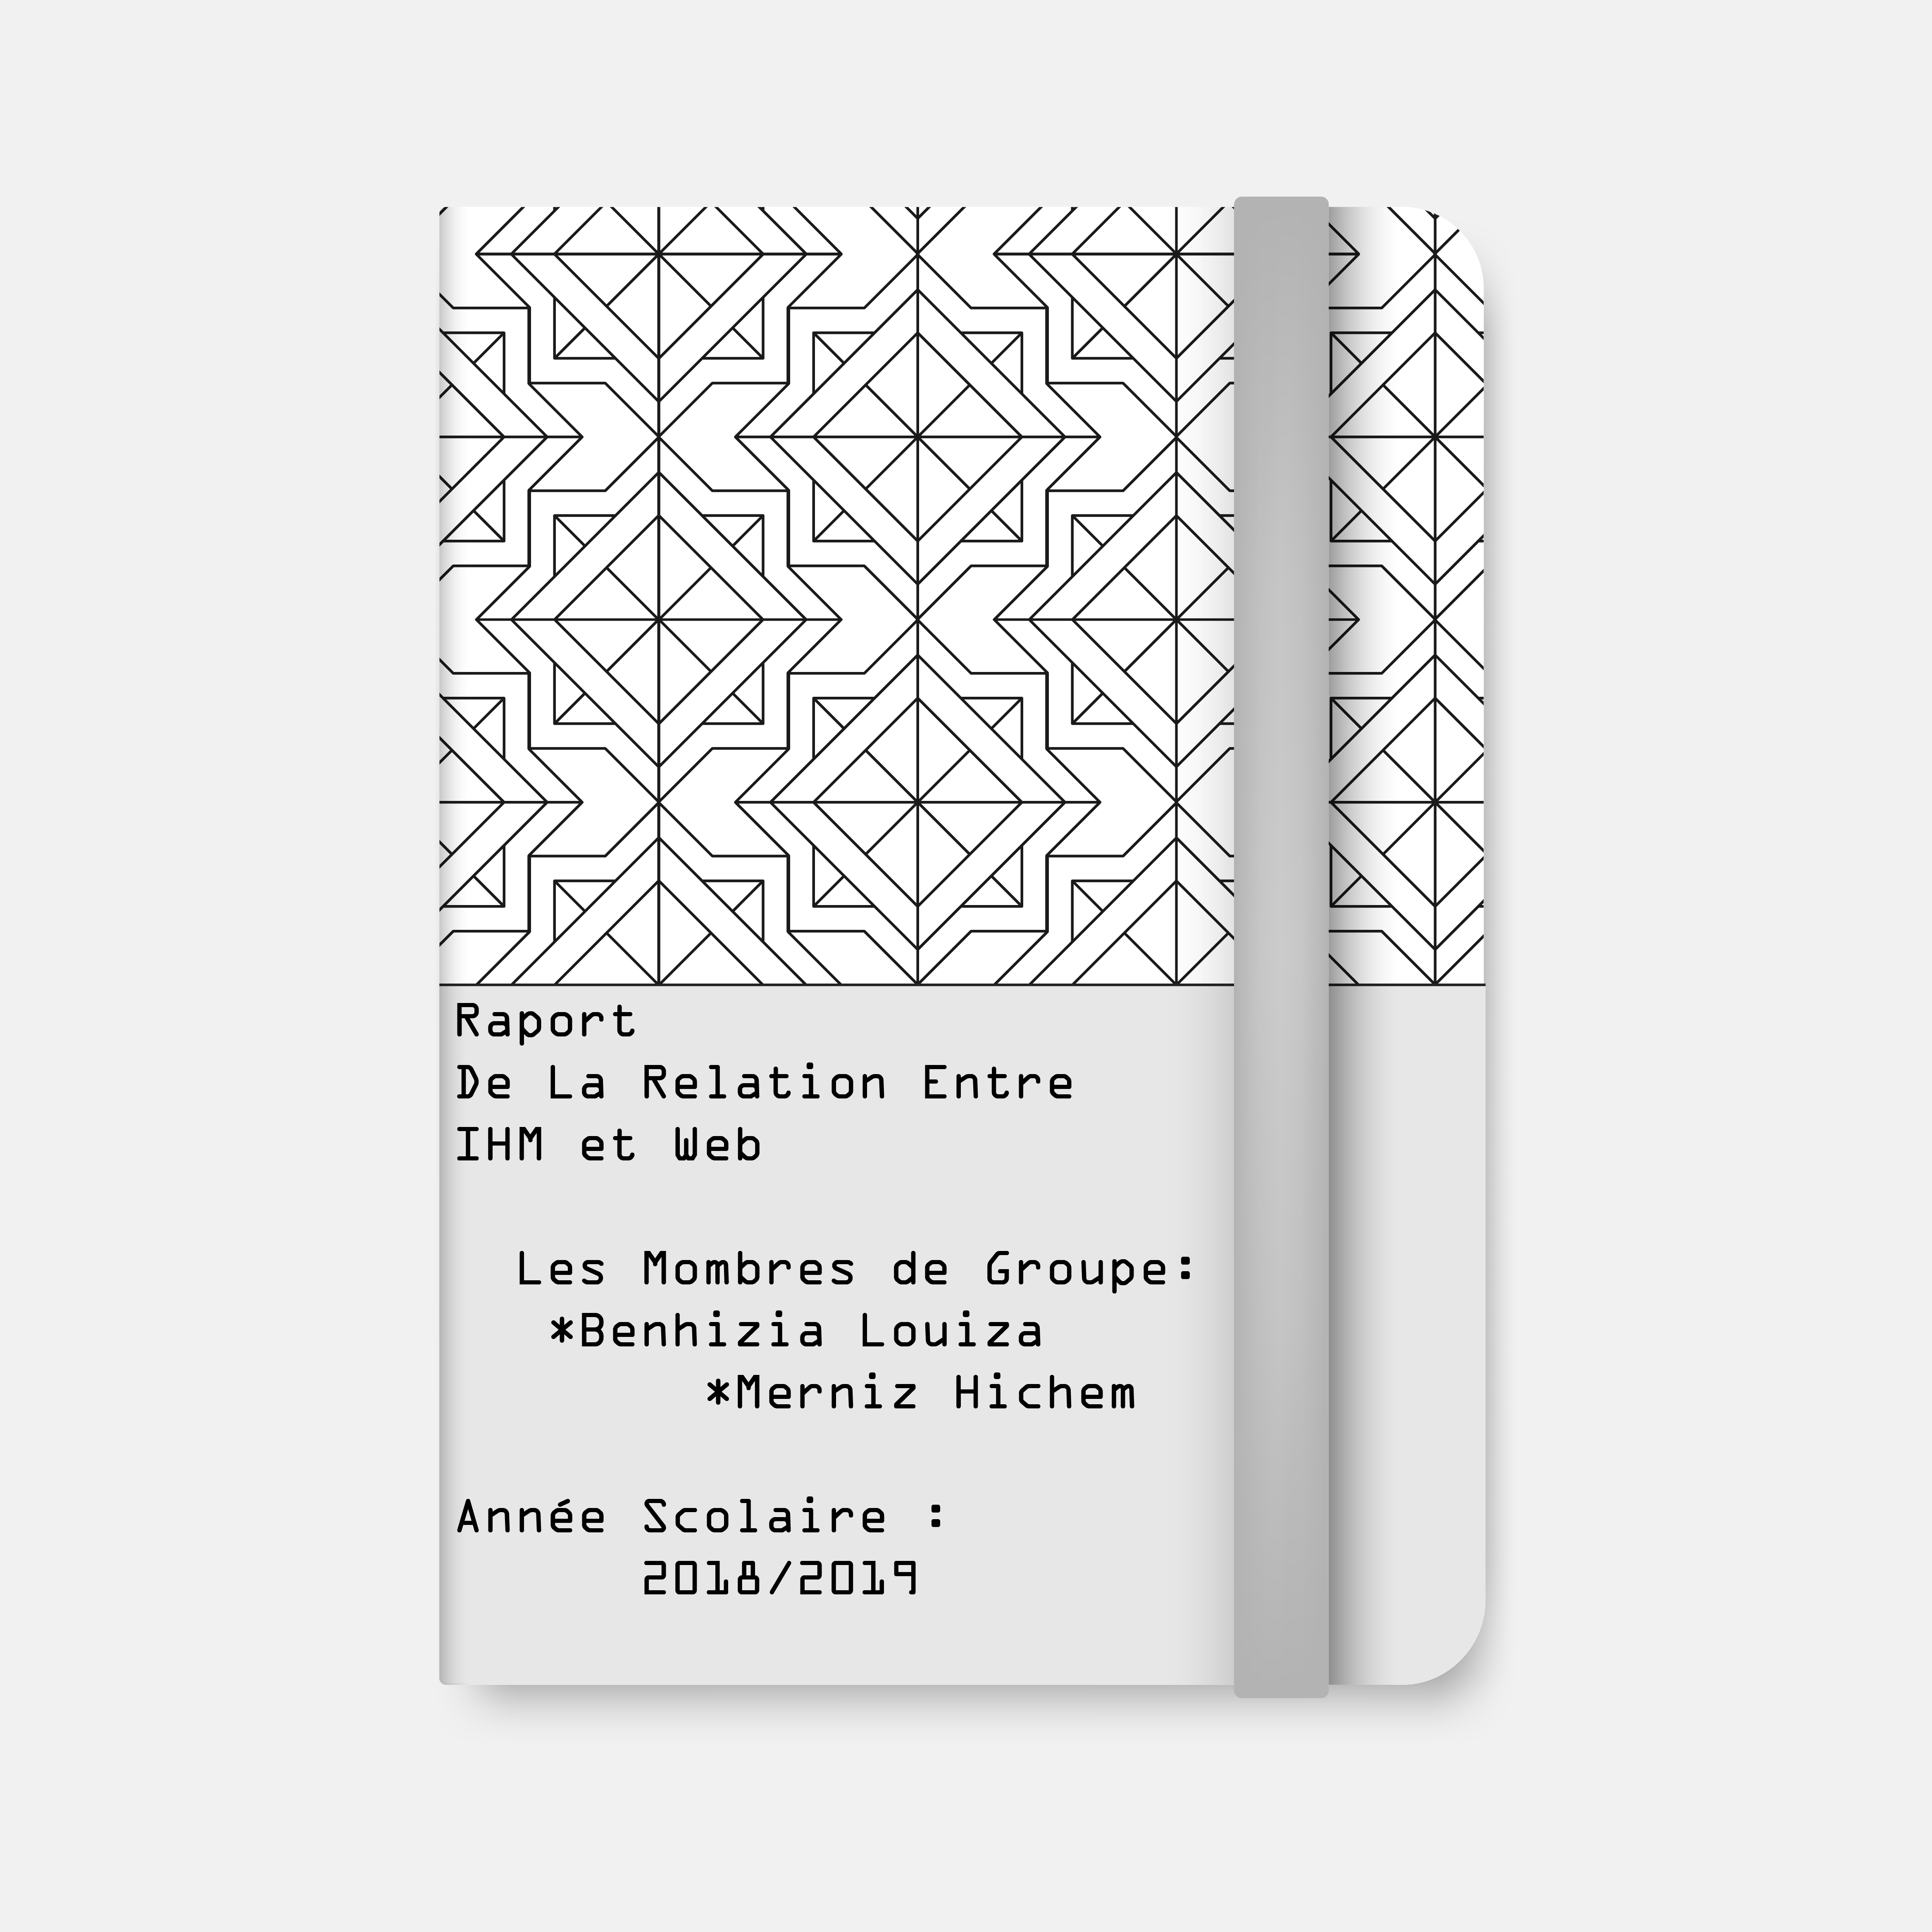 Raport
De La Relation Entre
IHM et Web
Les Mombres de Groupe:
*Benhizia Louiza
*Merniz Hichem
Année Scolaire :
2018/2019